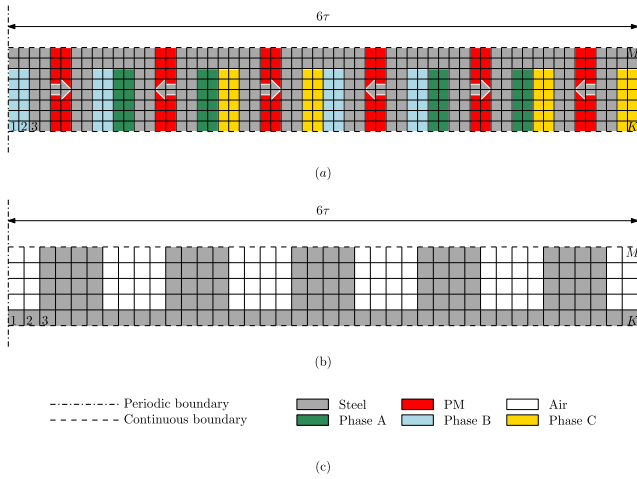 6τ
M
1 2 3
K
(a)
6τ
M
1 2 3
K
(b)
Periodic boundary
Continuous boundary
Steel
PM
Air
Phase A
Phase B
Phase C
(c)